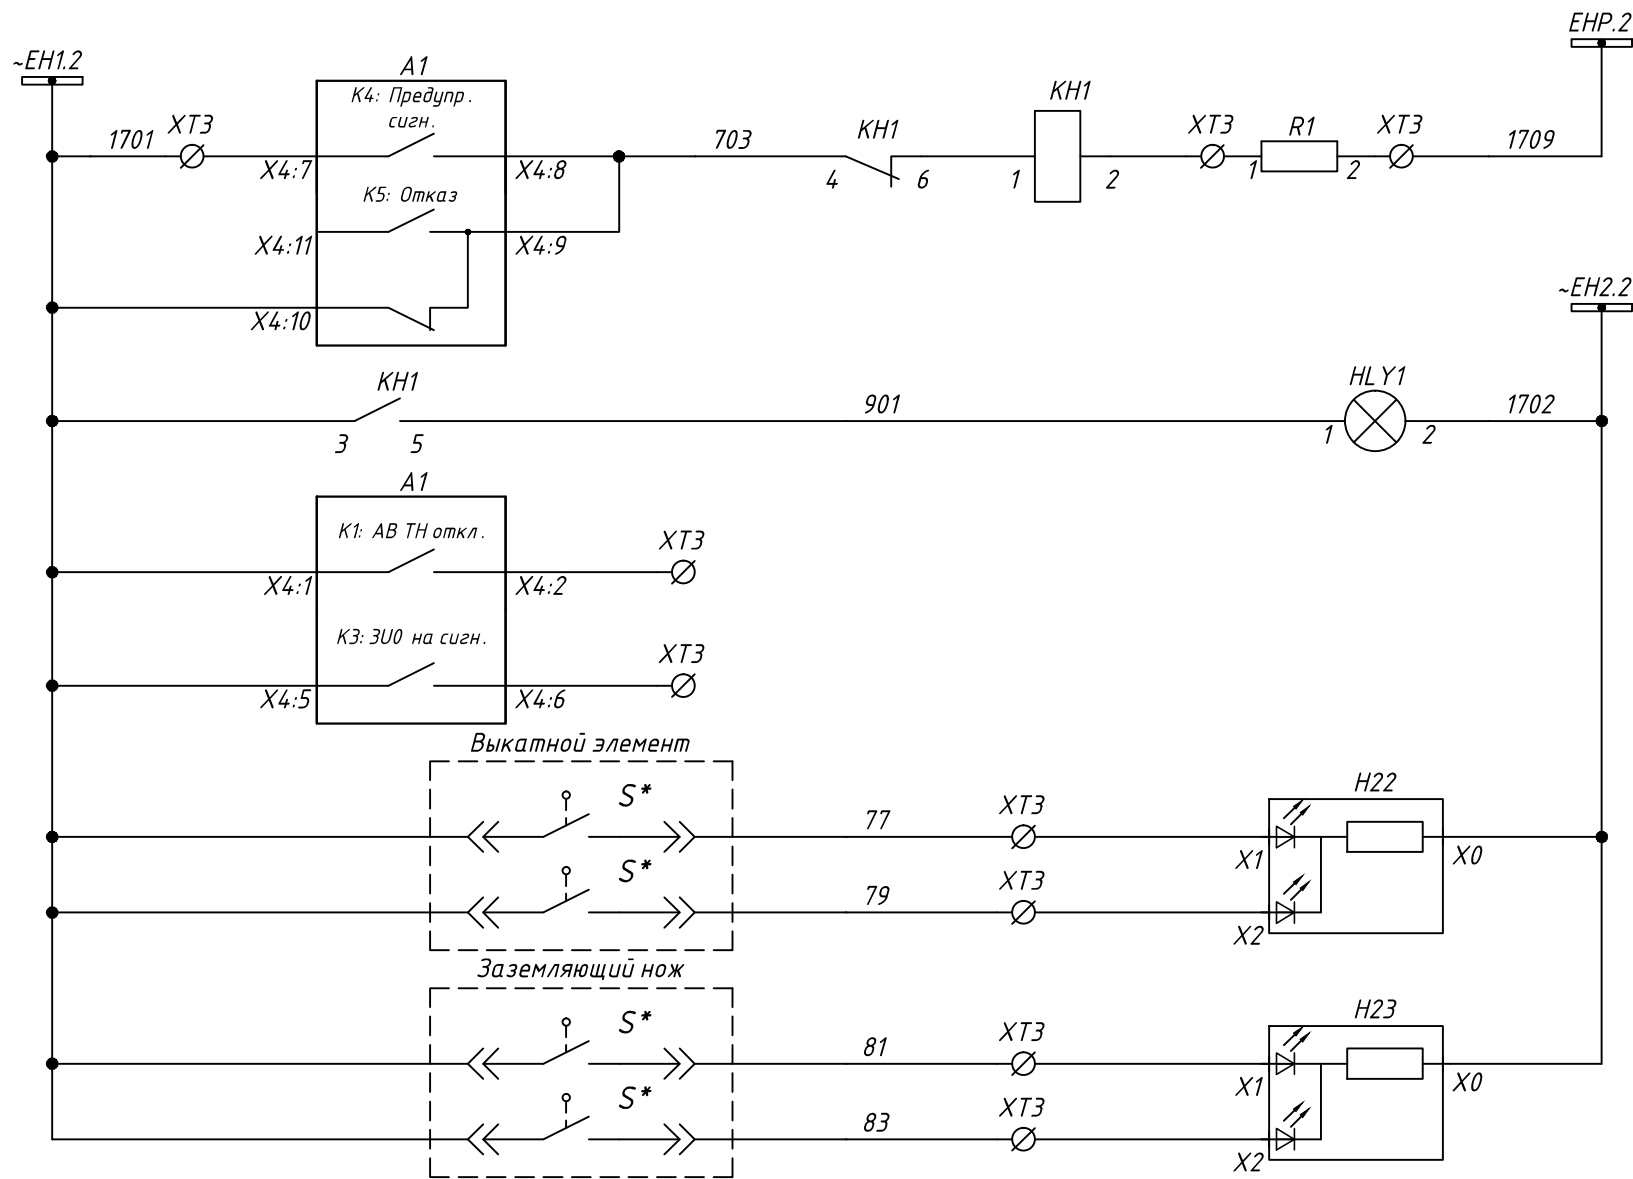 ~EH1.2
EHP.2
A1
K4: Предупр.
сигн.
1701
XT3
X4:7
X4:8
703
KH1
4
6
KH1
1
2
XT3
R1
1
2
XT3
1709
K5: Отказ
X4:11
X4:9
X4:10
~EH2.2
KH1
3
5
901
HLY1
1
2
1702
A1
K1: АВ ТН откл.
X4:1
X4:2
XT3
K3: 3U0 на сигн.
X4:5
X4:6
XT3
Выкатной элемент
S*
77
XT3
H22
X1
X0
S*
79
XT3
X2
Заземляющий нож
S*
81
XT3
H23
X1
X0
S*
83
XT3
X2